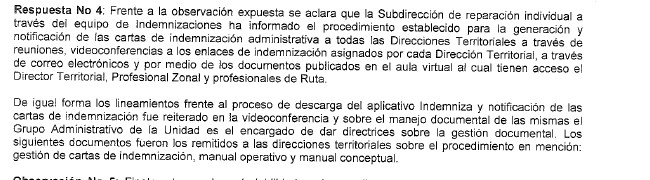 Respuesta No 4: Frente a la observación expuesta se aclara que la Subdirección de reparación individual a
través del equipo de Indemnizaciones ha informado el procedimiento establecido para la generación y
notificación de las cartas de indemnización administrativa a todas las Direcciones Territoriales a través de
reuniones, videoconferencias a los enlaces de indemnización asignados por cada Dirección Territorial, a través
de correo electrónicos y por medio de los documentos publicados en el aula virtual al cual tienen acceso el
Director Territorial, Profesional Zonal y profesionales de Ruta.
De igual forma los lineamientos frente al proceso de descarga del aplicativo Indemniza y notificación de las
cartas de indemnización fue reiterado en la videoconferencia y sobre el manejo documental de las mismas el
Grupo Administrativo de la Unidad es el encargado de dar directrices sobre la gestión documental. Los
siguientes documentos fueron los remitidos a las direcciones territoriales sobre el procedimiento en mención:
gestión de cartas de indemnización, manual operativo y manual conceptual.